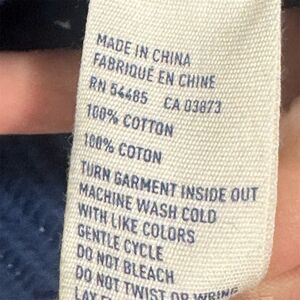 MADE IN CHINA
FABRIQUÉ EN CHINE
RN 54485 CA 03873
100% COTTON
100% COTON
TURN GARMENT INSIDE OUT
MACHINE WASH COLD
WITH LIKE COLORS
GENTLE CYCLE
DO NOT BLEACH
DO NOT TWIST OR WRING
LAY